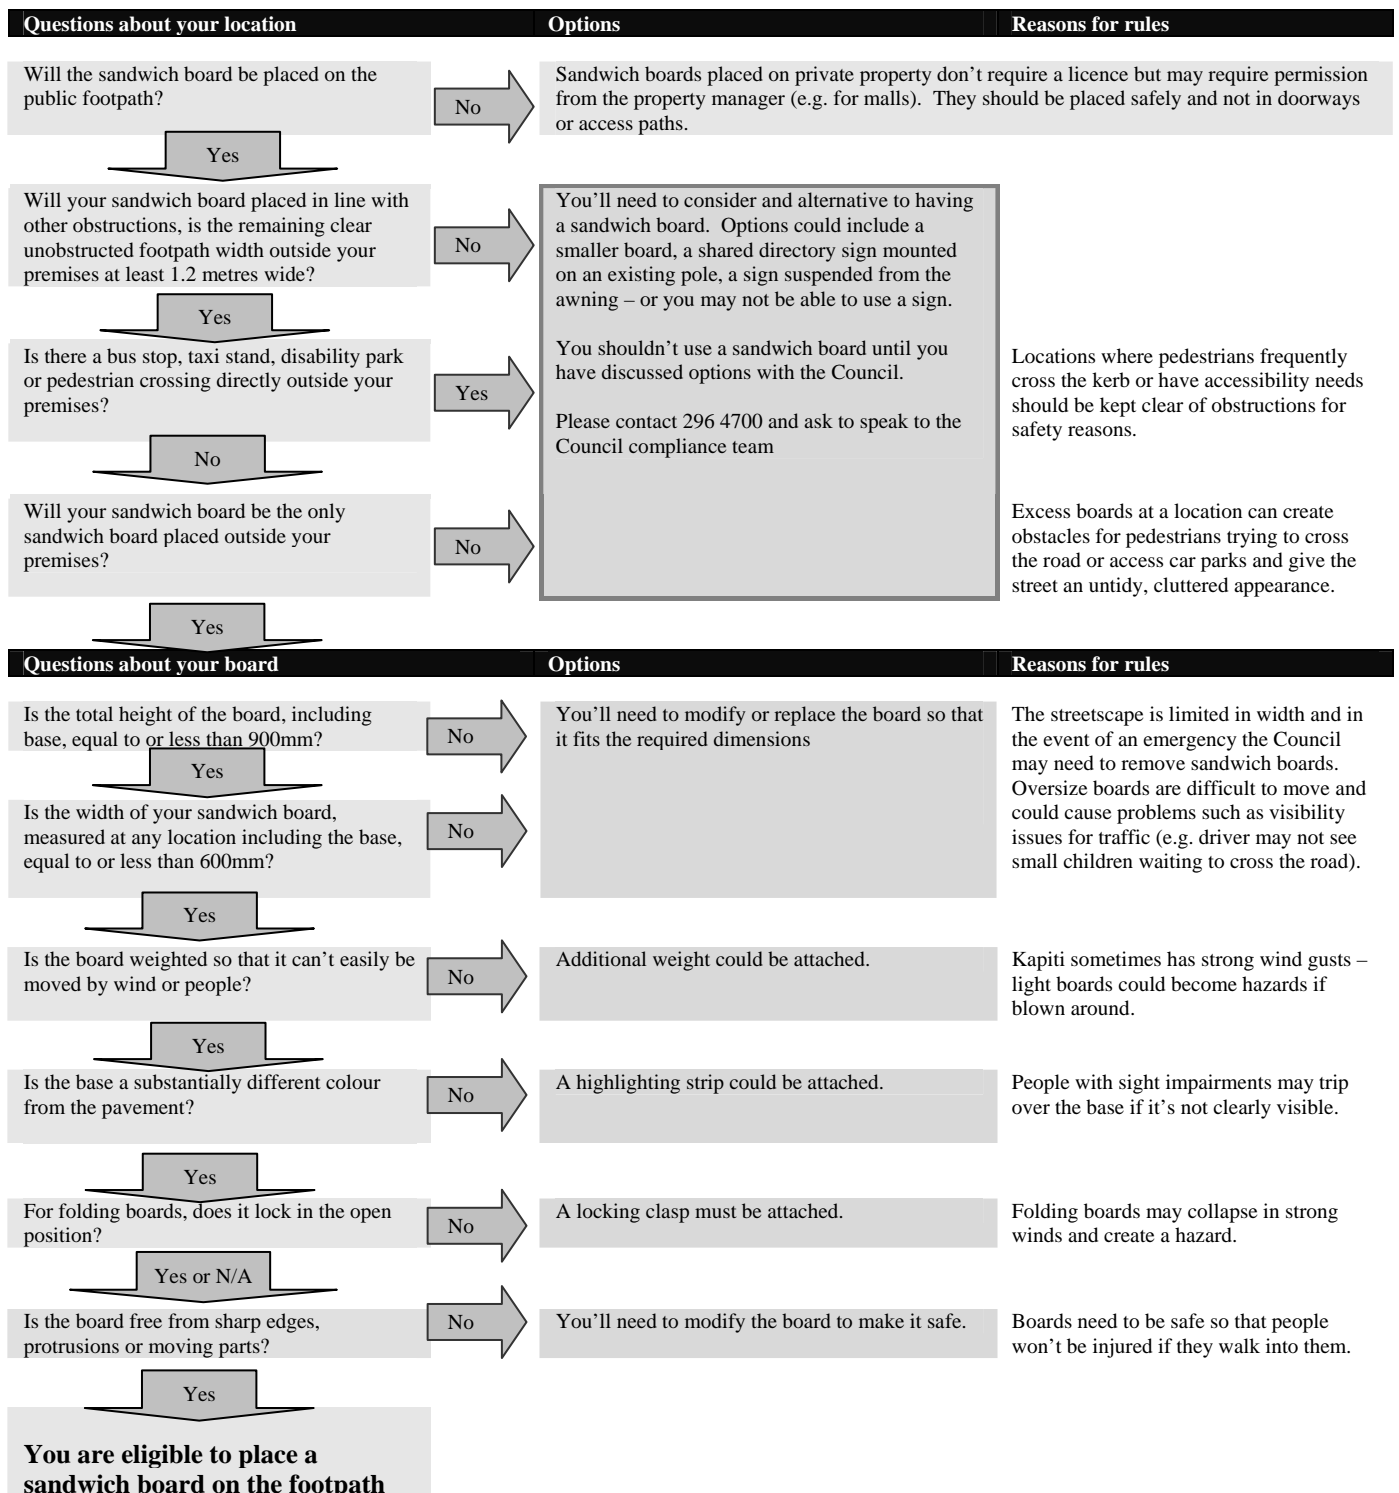 Questions about your location Options Reasons for rules
Will the sandwich board be placed on the
public footpath?
No
Sandwich boards placed on private property don’t require a licence but may require permission
from the property manager (e.g. for malls). They should be placed safely and not in doorways
or access paths.
Yes
Will your sandwich board placed in line with
other obstructions, is the remaining clear
unobstructed footpath width outside your
premises at least 1.2 metres wide?
No
You’ll need to consider and alternative to having
a sandwich board. Options could include a
smaller board, a shared directory sign mounted
on an existing pole, a sign suspended from the
awning – or you may not be able to use a sign.
You shouldn’t use a sandwich board until you
have discussed options with the Council.
Please contact 296 4700 and ask to speak to the
Council compliance team
Yes
Is there a bus stop, taxi stand, disability park
or pedestrian crossing directly outside your
premises?
Yes
Locations where pedestrians frequently
cross the kerb or have accessibility needs
should be kept clear of obstructions for
safety reasons.
No
Will your sandwich board be the only
sandwich board placed outside your
premises?
No
Excess boards at a location can create
obstacles for pedestrians trying to cross
the road or access car parks and give the
street an untidy, cluttered appearance.
Yes
Questions about your board Options Reasons for rules
Is the total height of the board, including
base, equal to or less than 900mm?
No
You’ll need to modify or replace the board so that
it fits the required dimensions
The streetscape is limited in width and in
the event of an emergency the Council
may need to remove sandwich boards.
Oversize boards are difficult to move and
could cause problems such as visibility
issues for traffic (e.g. driver may not see
small children waiting to cross the road).
Yes
Is the width of your sandwich board,
measured at any location including the base,
equal to or less than 600mm?
No
Yes
Is the board weighted so that it can’t easily be
moved by wind or people?
No
Additional weight could be attached.
Kapiti sometimes has strong wind gusts –
light boards could become hazards if
blown around.
Yes
Is the base a substantially different colour
from the pavement?
No
A highlighting strip could be attached.
People with sight impairments may trip
over the base if it’s not clearly visible.
Yes
For folding boards, does it lock in the open
position?
No
A locking clasp must be attached.
Folding boards may collapse in strong
winds and create a hazard.
Yes or N/A
Is the board free from sharp edges,
protrusions or moving parts?
No
You’ll need to modify the board to make it safe.
Boards need to be safe so that people
won’t be injured if they walk into them.
Yes
You are eligible to place a
sandwich board on the footpath